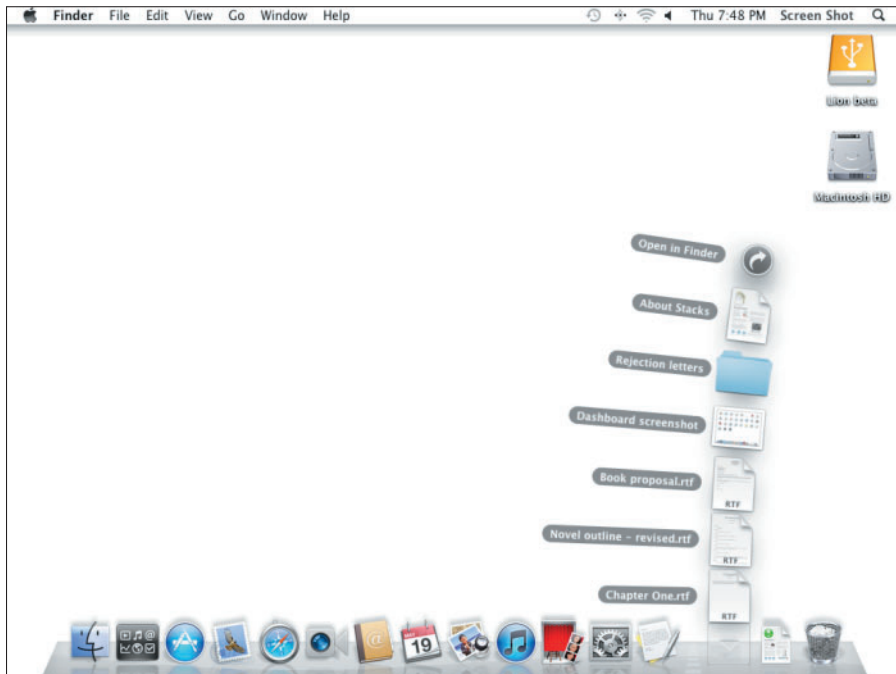 Finder File Edit View Go Window Help Thu 7:48 PM Screen Shot
Lion beta
Macintosh HD
Open in Finder
About Stacks
Rejection letters
Dashboard screenshot
Book proposal.rtf
RTF
Novel outline – revised.rtf
RTF
Chapter One.rtf
RTF
19